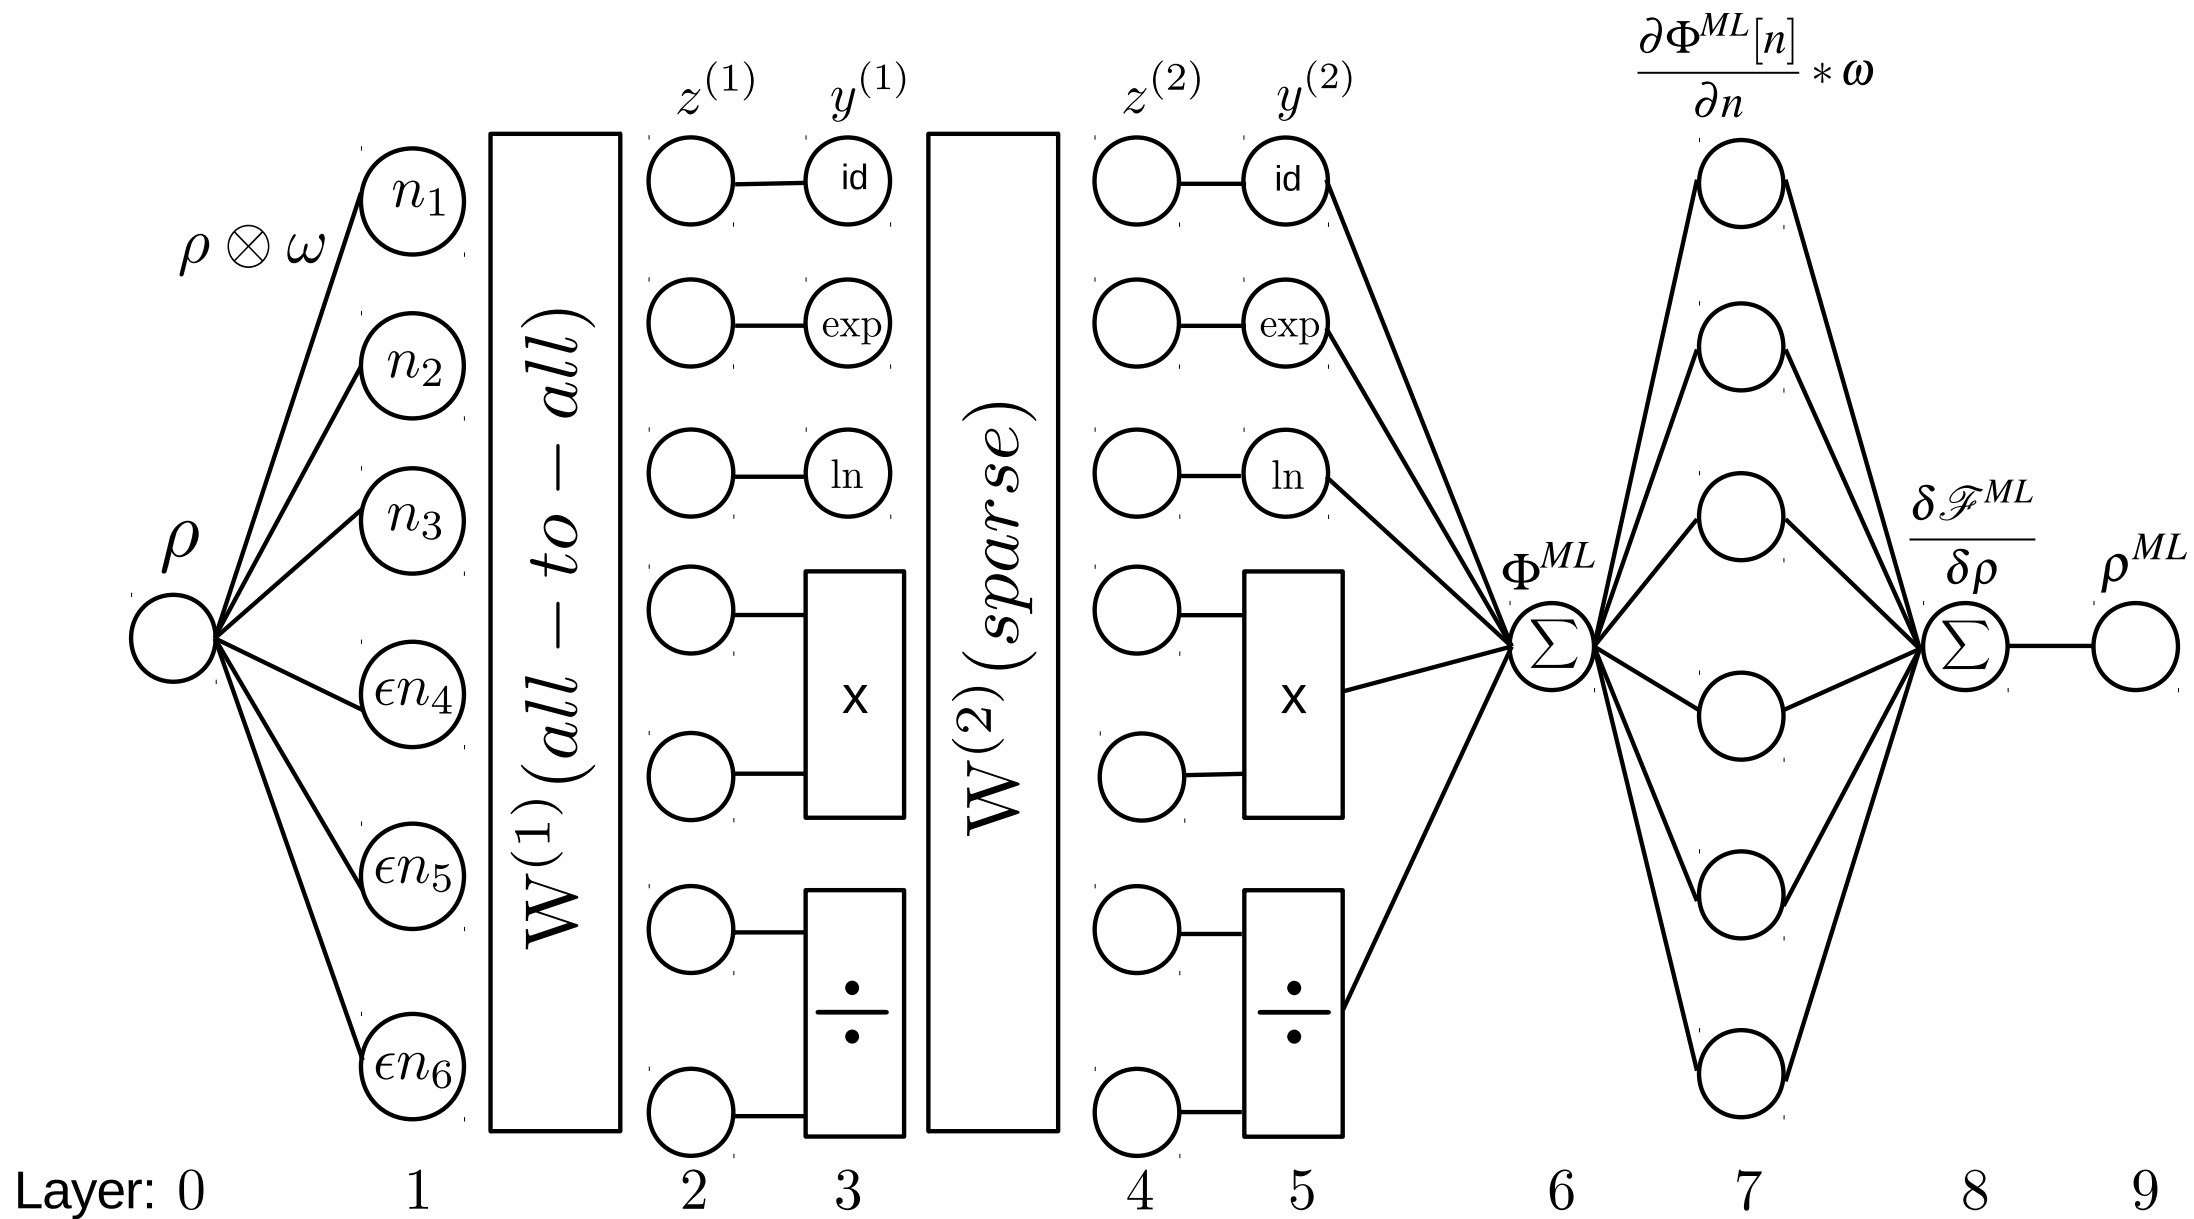 ∂Φ^{ML}[n]
∂n
* ω
z^{(1)}
y^{(1)}
z^{(2)}
y^{(2)}
ρ ⊗ ω
n_1
n_2
n_3
ϵn_4
ϵn_5
ϵn_6
ρ
W^{(1)}(all − to − all)
id
exp
ln
x
÷
W^{(2)}(sparse)
id
exp
ln
x
÷
Φ^{ML}
∑
δℱ^{ML}
δρ
∑
ρ^{ML}
Layer: 0 1 2 3 4 5 6 7 8 9